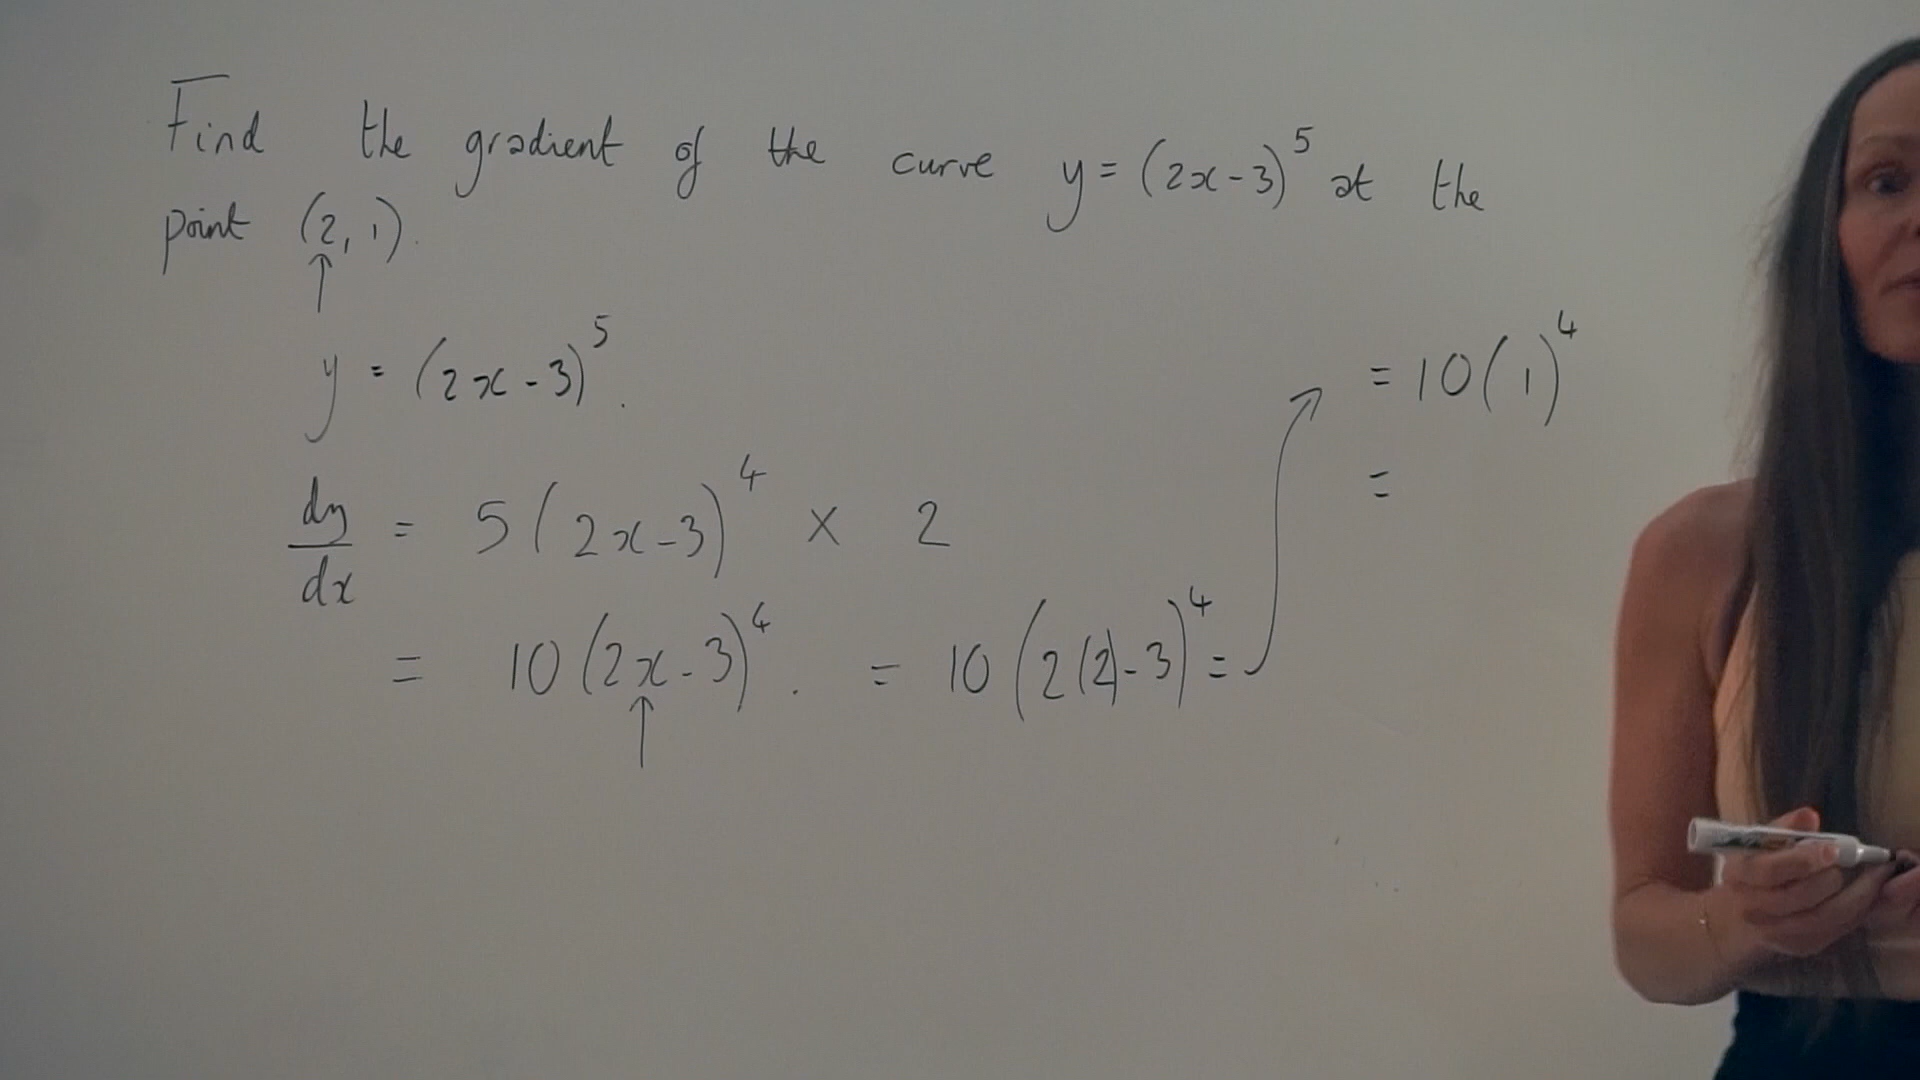 Find the gradient of the curve y = (2x-3)^5 at the
point (2, 1).
↑
y = (2x-3)^5.
dy/dx = 5(2x-3)^4 × 2
= 10(2x-3)^4. = 10(2(2)-3)^4 =
↑
= 10(1)^4
=